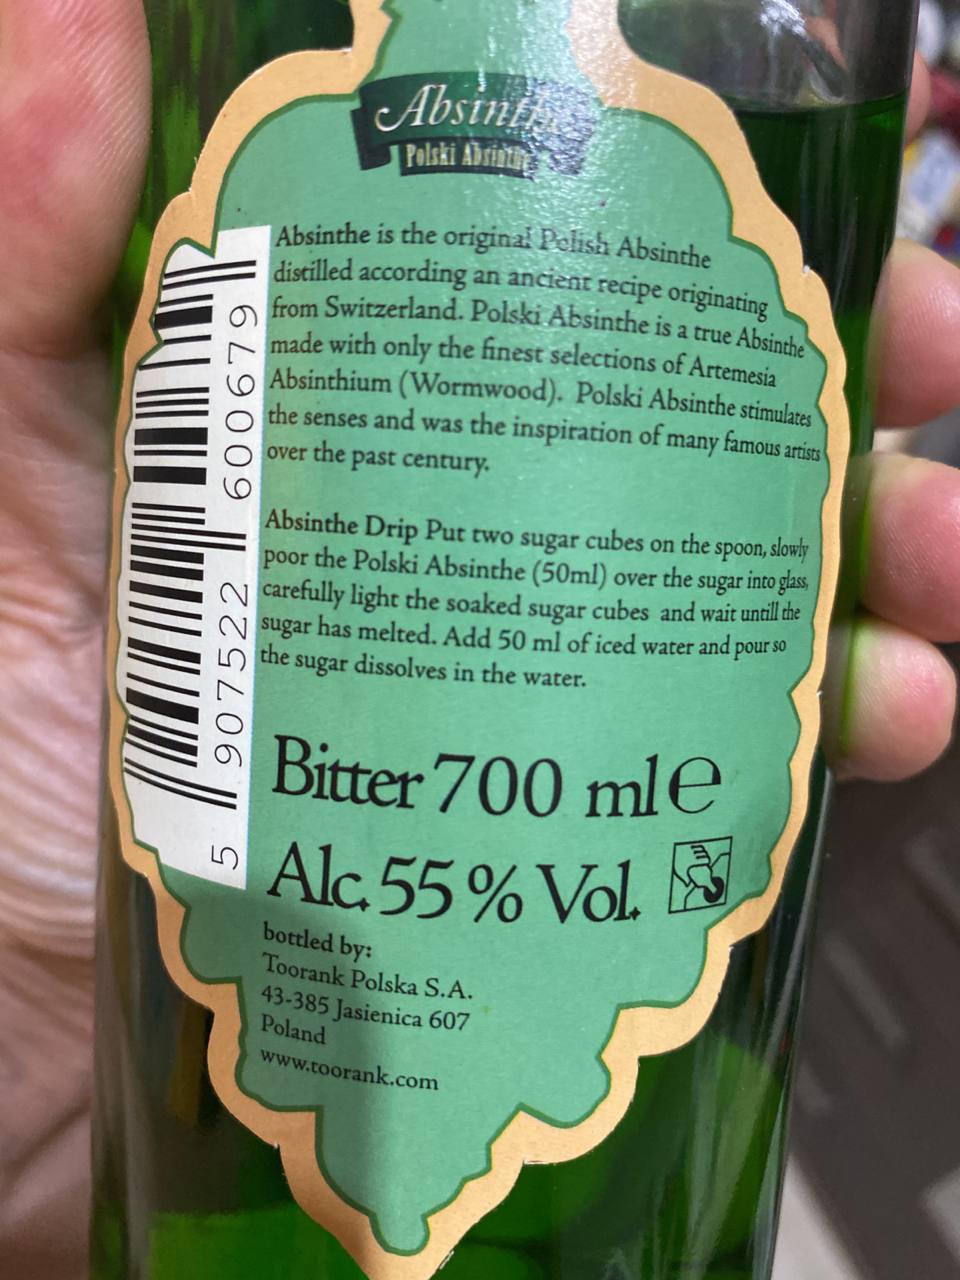 Absinthe
Polski Absinthe
Absinthe is the original Polish Absinthe
distilled according an ancient recipe originating
from Switzerland. Polski Absinthe is a true Absinthe
made with only the finest selections of Artemesia
Absinthium (Wormwood). Polski Absinthe stimulates
the senses and was the inspiration of many famous artists
over the past century.
Absinthe Drip Put two sugar cubes on the spoon, slowly
poor the Polski Absinthe (50ml) over the sugar into glass,
carefully light the soaked sugar cubes and wait untill the
sugar has melted. Add 50 ml of iced water and pour so
the sugar dissolves in the water.
Bitter 700 ml e
Alc. 55% Vol.
bottled by:
Toorank Polska S.A.
43-385 Jasienica 607
Poland
www.toorank.com
5 907522 600679